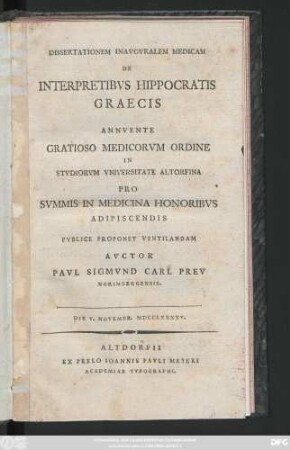 DISSERTATIONEM INAVGVRALEM MEDICAM
DE
INTERPRETIBVS HIPPOCRATIS
GRAECIS
ANNVENTE
GRATIOSO MEDICORVM ORDINE
IN
STVDIORVM VNIVERSITATE ALTORFINA
PRO
SVMMIS IN MEDICINA HONORIBVS
ADIPISCENDIS
PVBLICE PROPONET VENTILANDAM
AVCTOR
PAVL SIGMVND CARL PREV
NORIMBERGENSIS.
DIE V. NOVEMBR. MDCCLXXXXV.
ALTDORFII
EX PRELO IOANNIS PAVLI MEYERI
ACADEMIAE TYPOGRAPHI.
DFG